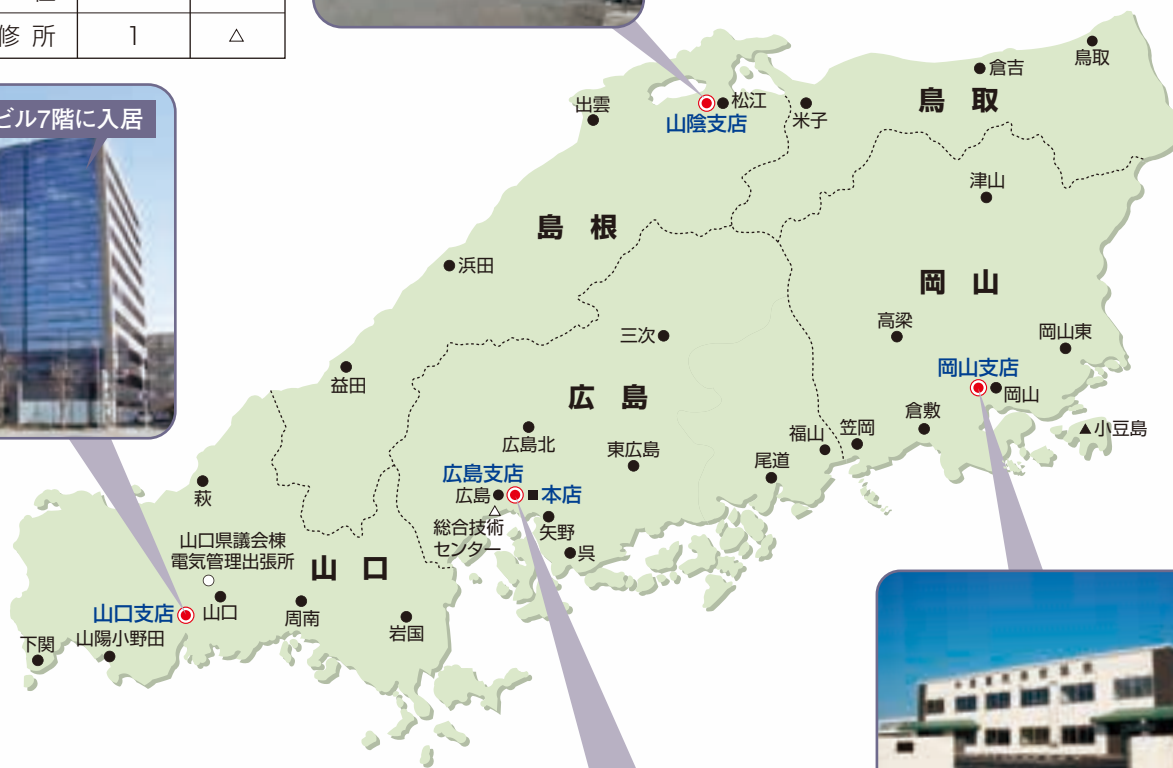 修 所 1 △
ビル7階に入居
鳥取
倉吉
鳥 取
出雲
松江
山陰支店
米子
津山
島 根
浜田
岡 山
高梁
三次
岡山東
岡山支店
岡山
益田
広 島
倉敷
小豆島
広島北
東広島
福山
笠岡
尾道
広島支店
広島
本店
総合技術
センター
矢野
呉
萩
山口県議会棟
電気管理出張所
山 口
山口支店
山口
周南
岩国
下関
山陽小野田